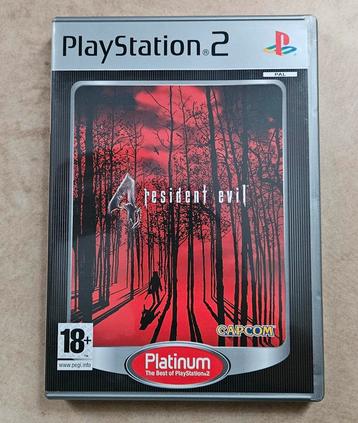 PlayStation®2
PAL
4 resident evil
CAPCOM
18+
www.pegi.info
Platinum
The Best of PlayStation®2